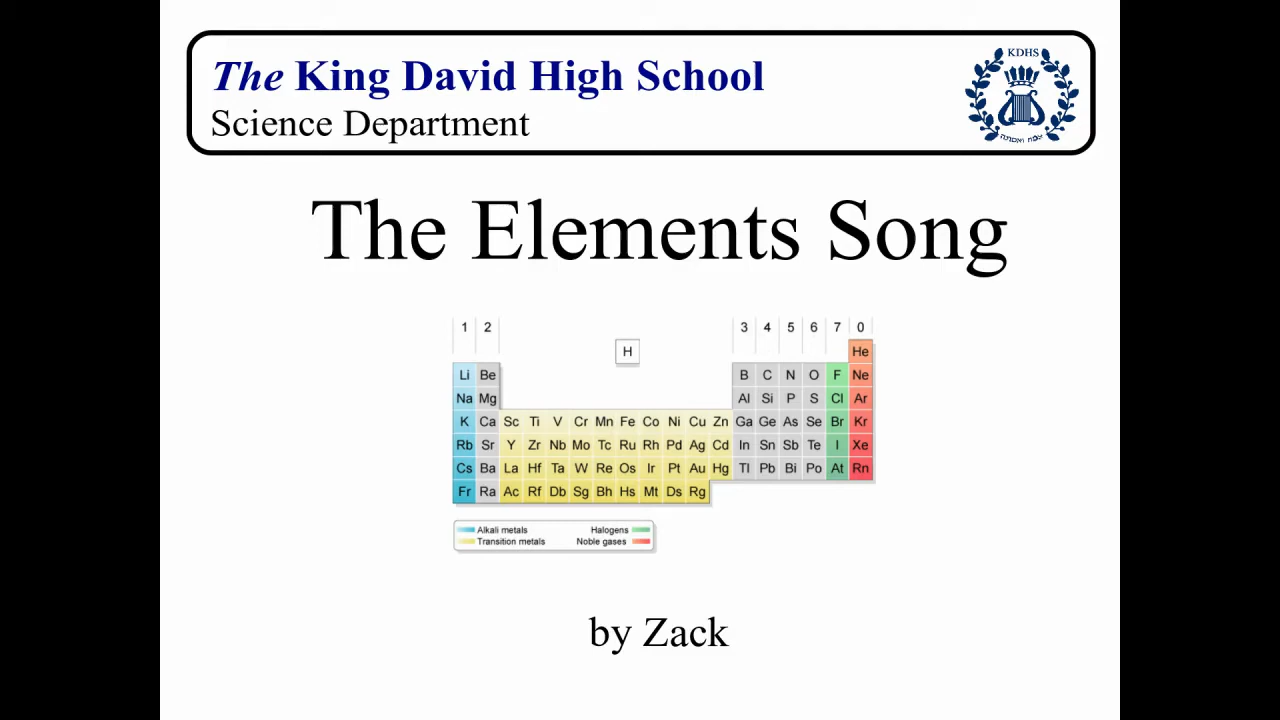 The King David High School
Science Department
KDHS
The Elements Song
1 2 3 4 5 6 7 0
H He
Li Be B C N O F Ne
Na Mg Al Si P S Cl Ar
K Ca Sc Ti V Cr Mn Fe Co Ni Cu Zn Ga Ge As Se Br Kr
Rb Sr Y Zr Nb Mo Tc Ru Rh Pd Ag Cd In Sn Sb Te I Xe
Cs Ba La Hf Ta W Re Os Ir Pt Au Hg Tl Pb Bi Po At Rn
Fr Ra Ac Rf Db Sg Bh Hs Mt Ds Rg
Alkali metals Halogens
Transition metals Noble gases
by Zack